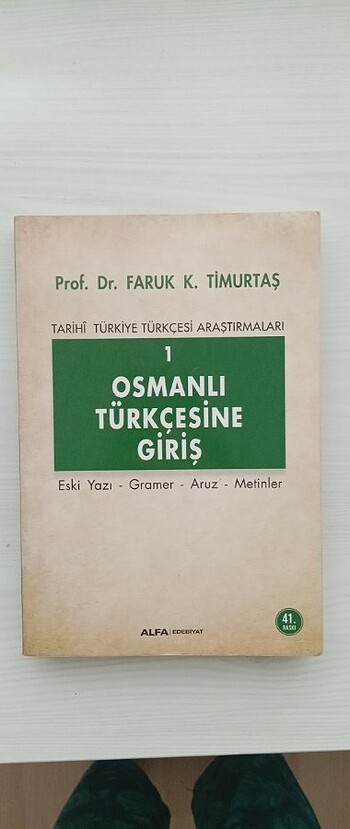 Prof. Dr. FARUK K. TİMURTAŞ
TARİHÎ TÜRKİYE TÜRKÇESİ ARAŞTIRMALARI
1
OSMANLI
TÜRKÇESİNE
GİRİŞ
Eski Yazı - Gramer - Aruz - Metinler
41.
BASKI
ALFA | EDEBİYAT